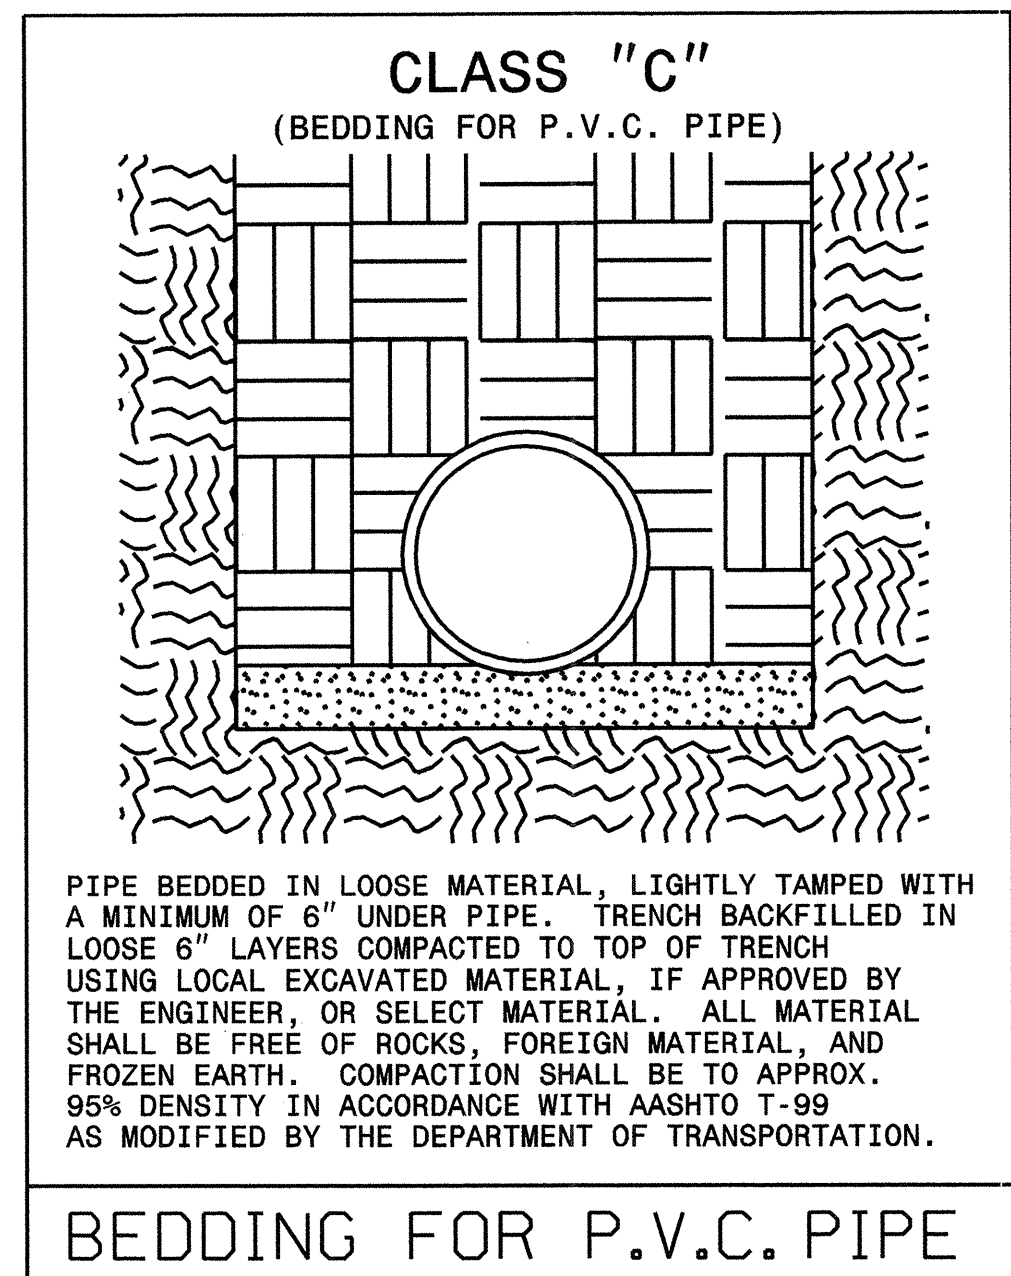 CLASS "C"
(BEDDING FOR P.V.C. PIPE)
PIPE BEDDED IN LOOSE MATERIAL, LIGHTLY TAMPED WITH
A MINIMUM OF 6" UNDER PIPE. TRENCH BACKFILLED IN
LOOSE 6" LAYERS COMPACTED TO TOP OF TRENCH
USING LOCAL EXCAVATED MATERIAL, IF APPROVED BY
THE ENGINEER, OR SELECT MATERIAL. ALL MATERIAL
SHALL BE FREE OF ROCKS, FOREIGN MATERIAL, AND
FROZEN EARTH. COMPACTION SHALL BE TO APPROX.
95% DENSITY IN ACCORDANCE WITH AASHTO T-99
AS MODIFIED BY THE DEPARTMENT OF TRANSPORTATION.
BEDDING FOR P.V.C. PIPE